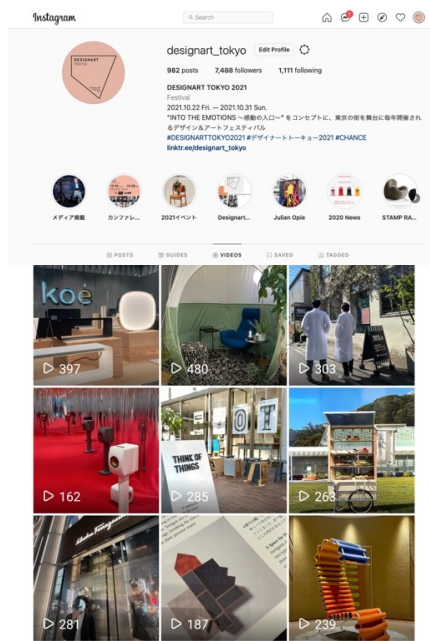 Instagram
Search
designart_tokyo Edit Profile
982 posts 7,488 followers 1,111 following
DESIGNART TOKYO 2021
Festival
2021.10.22 Fri. — 2021.10.31 Sun.
"INTO THE EMOTIONS ～感動の入口～" をコンセプトに、東京の街を舞台に毎年開催され
るデザイン＆アートフェスティバル
#DESIGNARTTOKYO2021 #デザイナートトーキョー2021 #CHANCE
linktr.ee/designart_tokyo
DESIGNART
TOKYO
メディア掲載 カンファレ... 2021イベント Designart... Julian Opie 2020 News STAMP RA...
POSTS GUIDES VIDEOS SAVED TAGGED
koé
397 480 303
THINK OF
THINGS
162 285 263
Salvatore Ferragamo
281 187 239